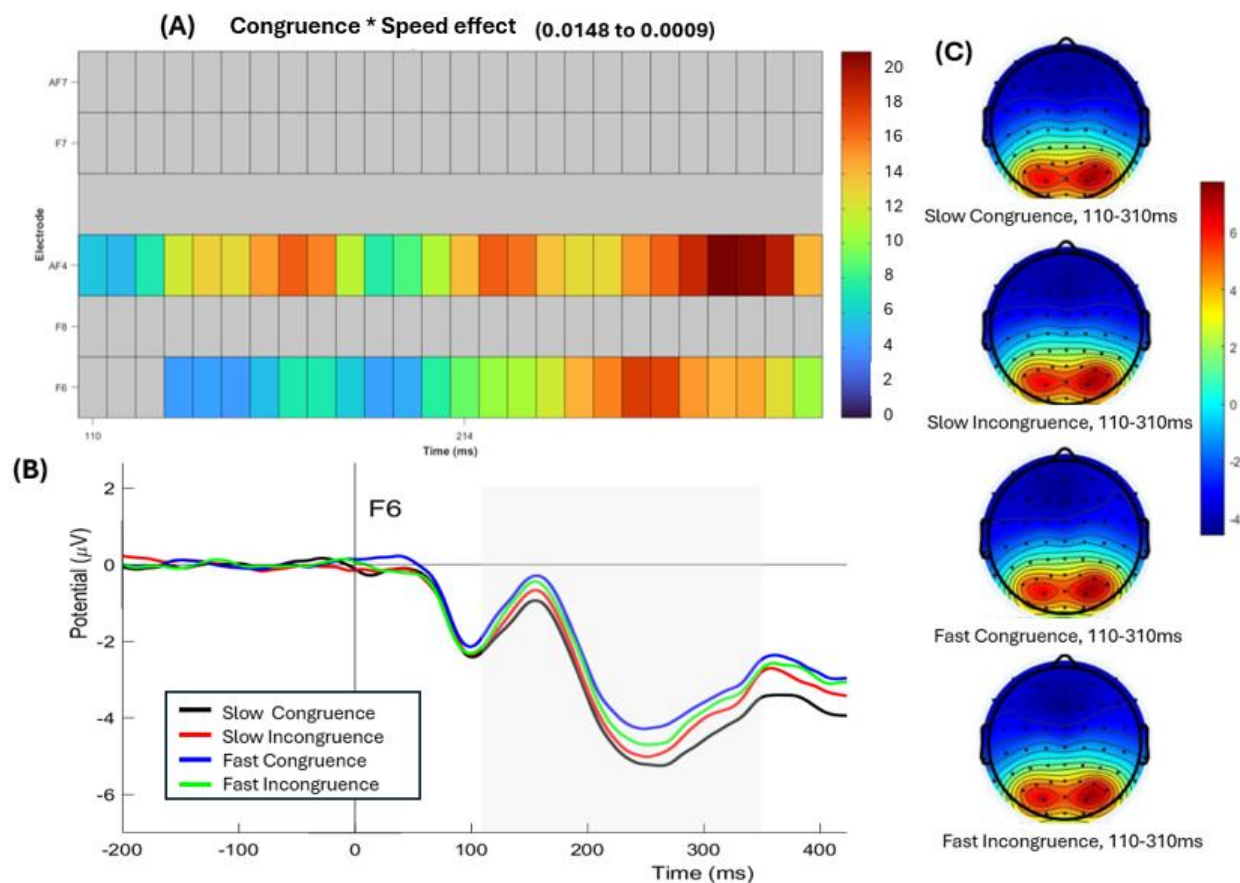 (A) Congruence * Speed effect (0.0148 to 0.0009)
AF7
F7
AF4
F8
F6
Electrode
110
214
Time (ms)
20
18
16
14
12
10
8
6
4
2
0
(B)
F6
2
0
-2
-4
-6
Potential (µV)
Slow Congruence
Slow Incongruence
Fast Congruence
Fast Incongruence
-200
-100
0
100
200
300
400
Time (ms)
(C)
Slow Congruence, 110-310ms
Slow Incongruence, 110-310ms
Fast Congruence, 110-310ms
Fast Incongruence, 110-310ms
6
4
2
0
-2
-4